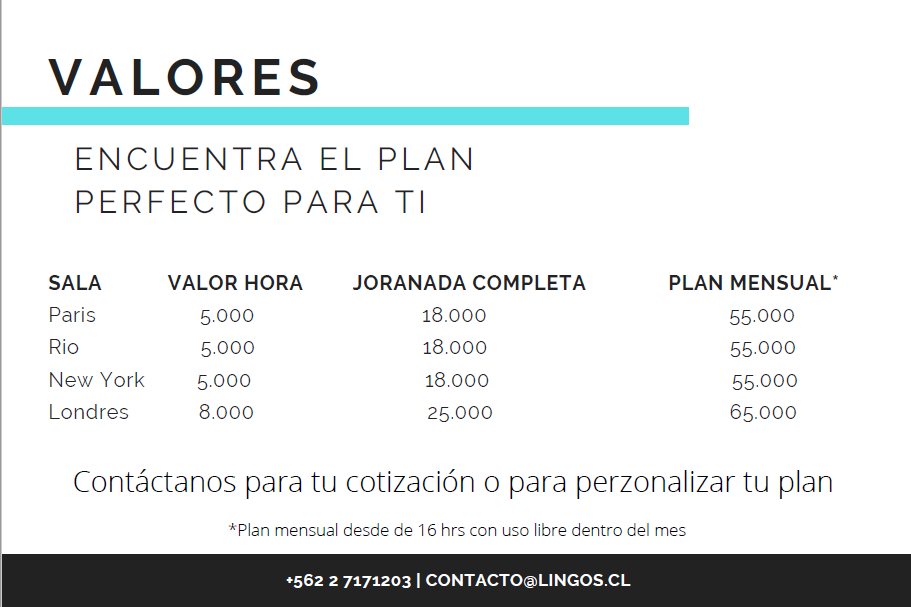 VALORES
ENCUENTRA EL PLAN
PERFECTO PARA TI
SALA VALOR HORA JORANADA COMPLETA PLAN MENSUAL*
Paris 5.000 18.000 55.000
Rio 5.000 18.000 55.000
New York 5.000 18.000 55.000
Londres 8.000 25.000 65.000
Contáctanos para tu cotización o para perzonalizar tu plan
*Plan mensual desde de 16 hrs con uso libre dentro del mes
+562 2 7171203 | CONTACTO@LINGOS.CL